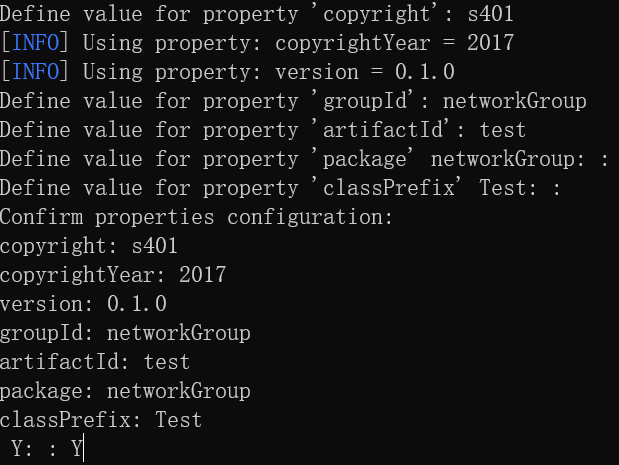 Define value for property 'copyright': s401
[INFO] Using property: copyrightYear = 2017
[INFO] Using property: version = 0.1.0
Define value for property 'groupId': networkGroup
Define value for property 'artifactId': test
Define value for property 'package' networkGroup: :
Define value for property 'classPrefix' Test: :
Confirm properties configuration:
copyright: s401
copyrightYear: 2017
version: 0.1.0
groupId: networkGroup
artifactId: test
package: networkGroup
classPrefix: Test
 Y: : Y